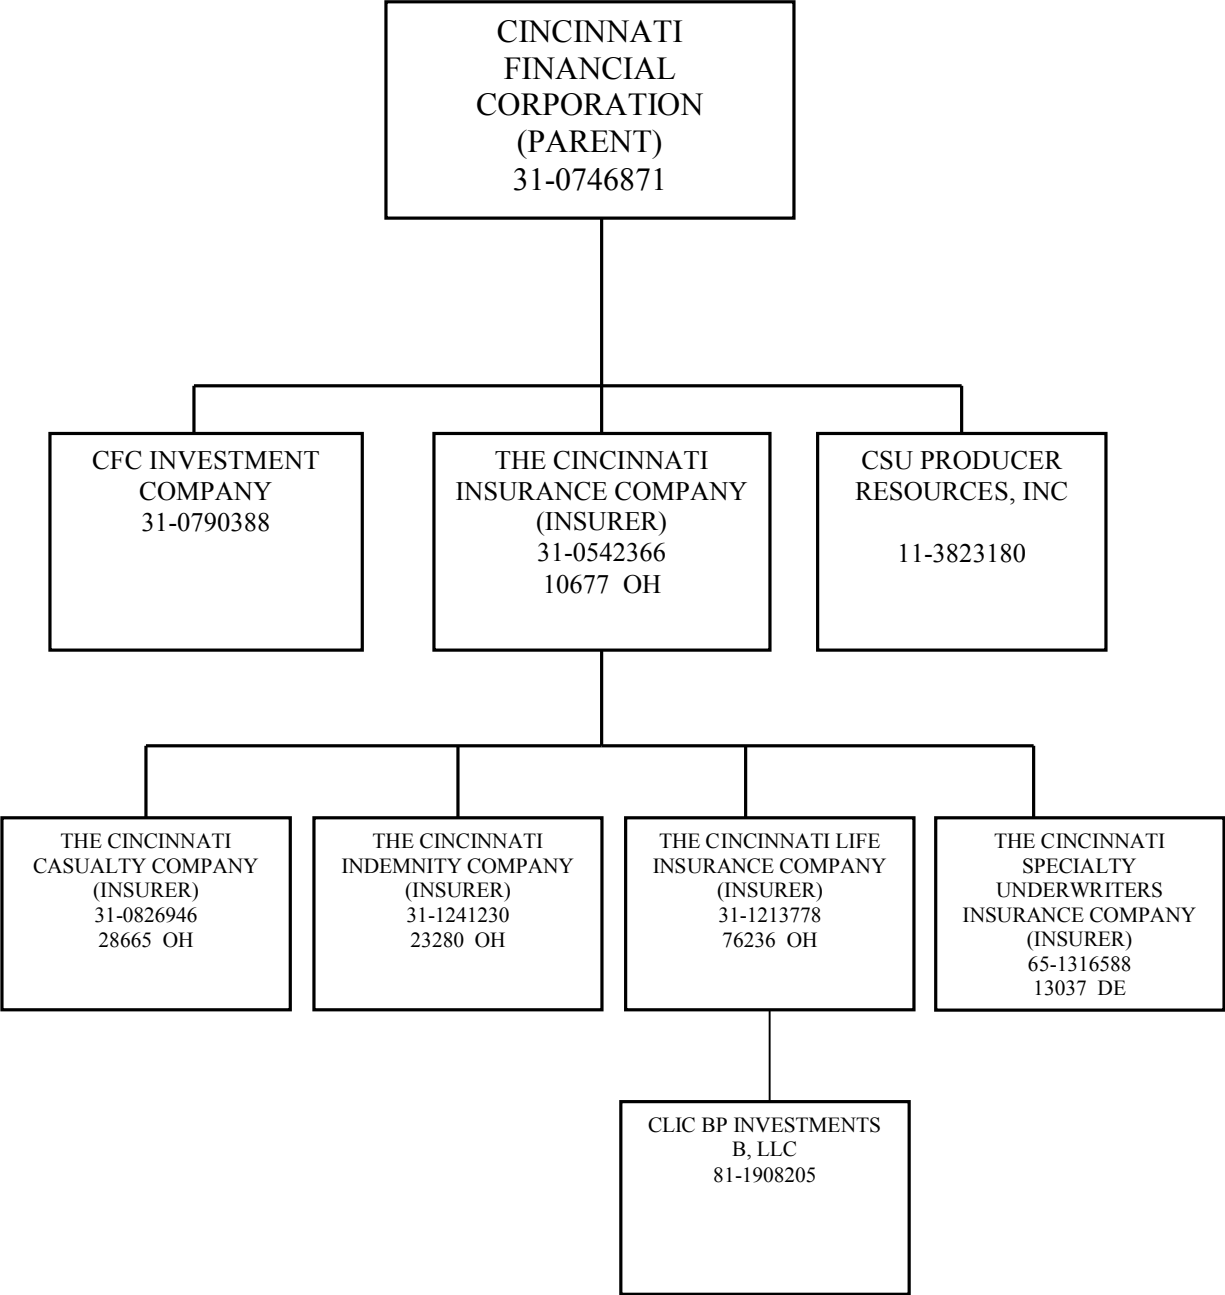 CINCINNATI
FINANCIAL
CORPORATION
(PARENT)
31-0746871
CFC INVESTMENT
COMPANY
31-0790388
THE CINCINNATI
INSURANCE COMPANY
(INSURER)
31-0542366
10677 OH
CSU PRODUCER
RESOURCES, INC
11-3823180
THE CINCINNATI
CASUALTY COMPANY
(INSURER)
31-0826946
28665 OH
THE CINCINNATI
INDEMNITY COMPANY
(INSURER)
31-1241230
23280 OH
THE CINCINNATI LIFE
INSURANCE COMPANY
(INSURER)
31-1213778
76236 OH
THE CINCINNATI
SPECIALTY
UNDERWRITERS
INSURANCE COMPANY
(INSURER)
65-1316588
13037 DE
CLIC BP INVESTMENTS
B, LLC
81-1908205